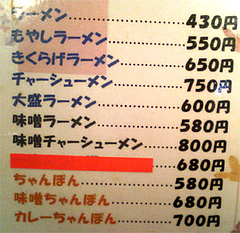 ラーメン……………430円
もやしラーメン………550円
きくらげラーメン……650円
チャーシューメン……750円
大盛ラーメン…………600円
味噌ラーメン…………580円
味噌チャーシューメン…800円
680円
ちゃんぽん……………580円
味噌ちゃんぽん………680円
カレーちゃんぽん……700円